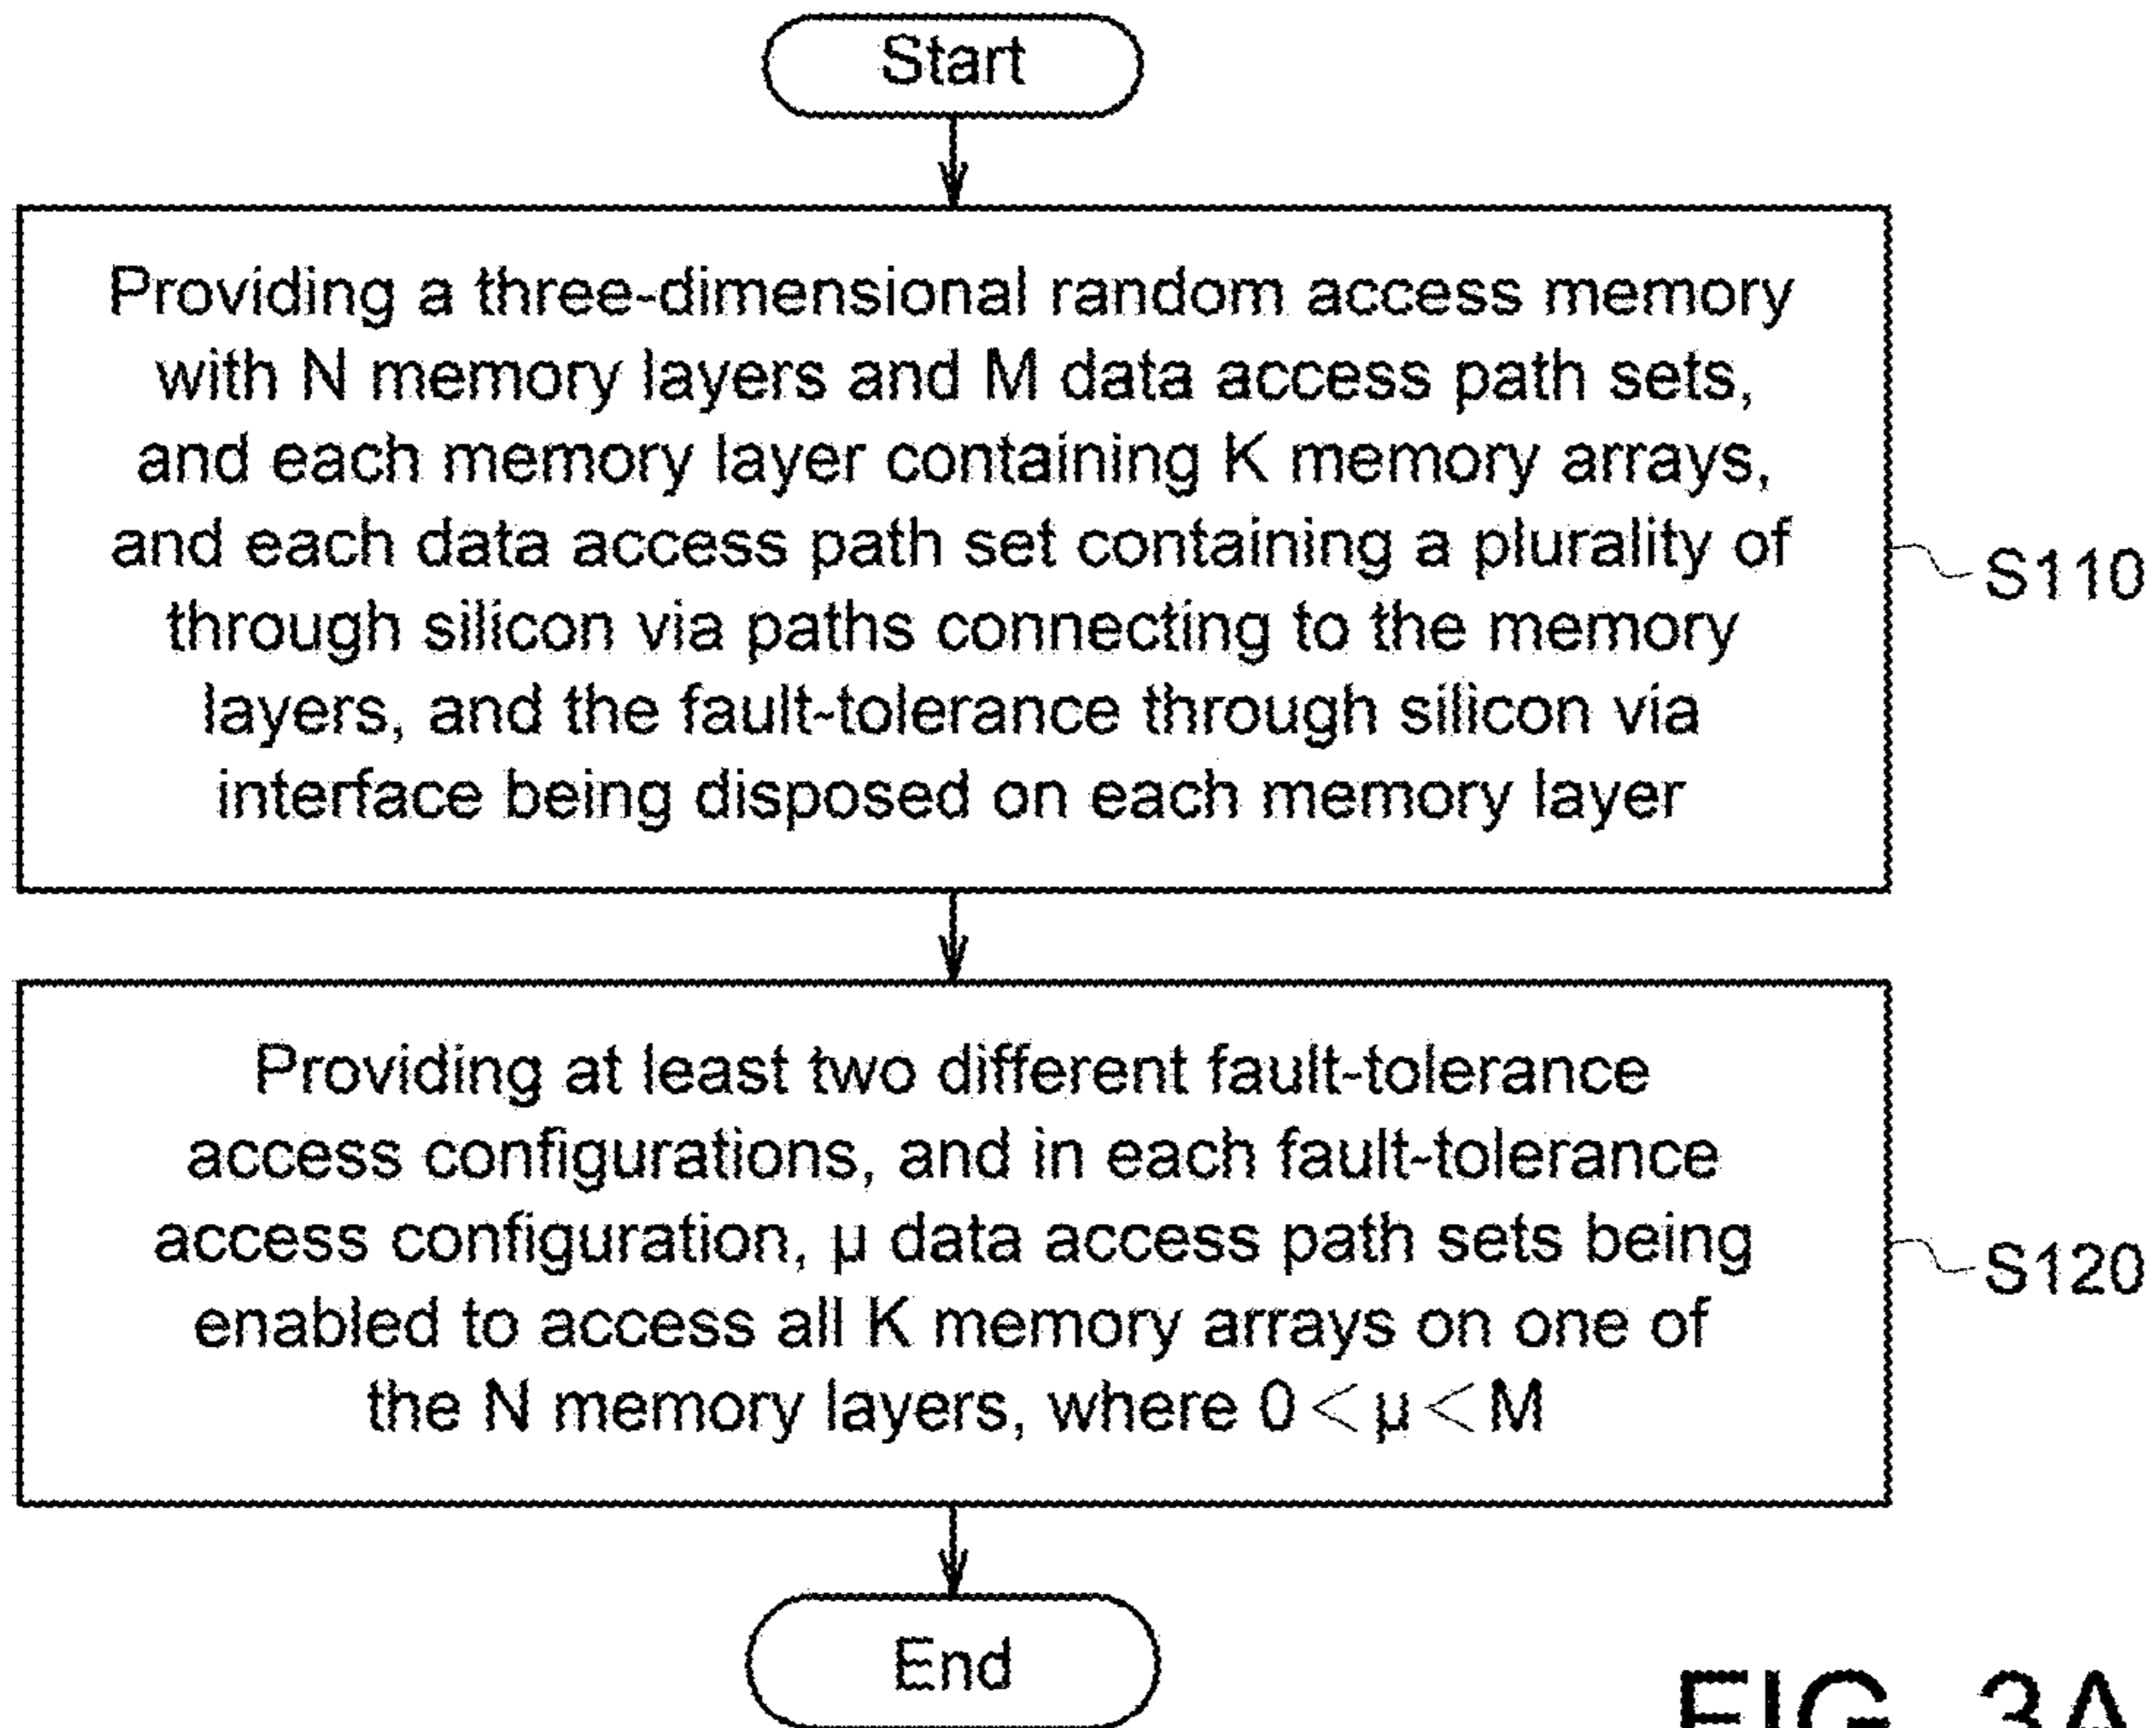 Start
Providing a three-dimensional random access memory
with N memory layers and M data access path sets,
and each memory layer containing K memory arrays,
and each data access path set containing a plurality of
through silicon via paths connecting to the memory
layers, and the fault-tolerance through silicon via
interface being disposed on each memory layer
S110
Providing at least two different fault-tolerance
access configurations, and in each fault-tolerance
access configuration, μ data access path sets being
enabled to access all K memory arrays on one of
the N memory layers, where 0<μ<M
S120
End
FIG. 3A